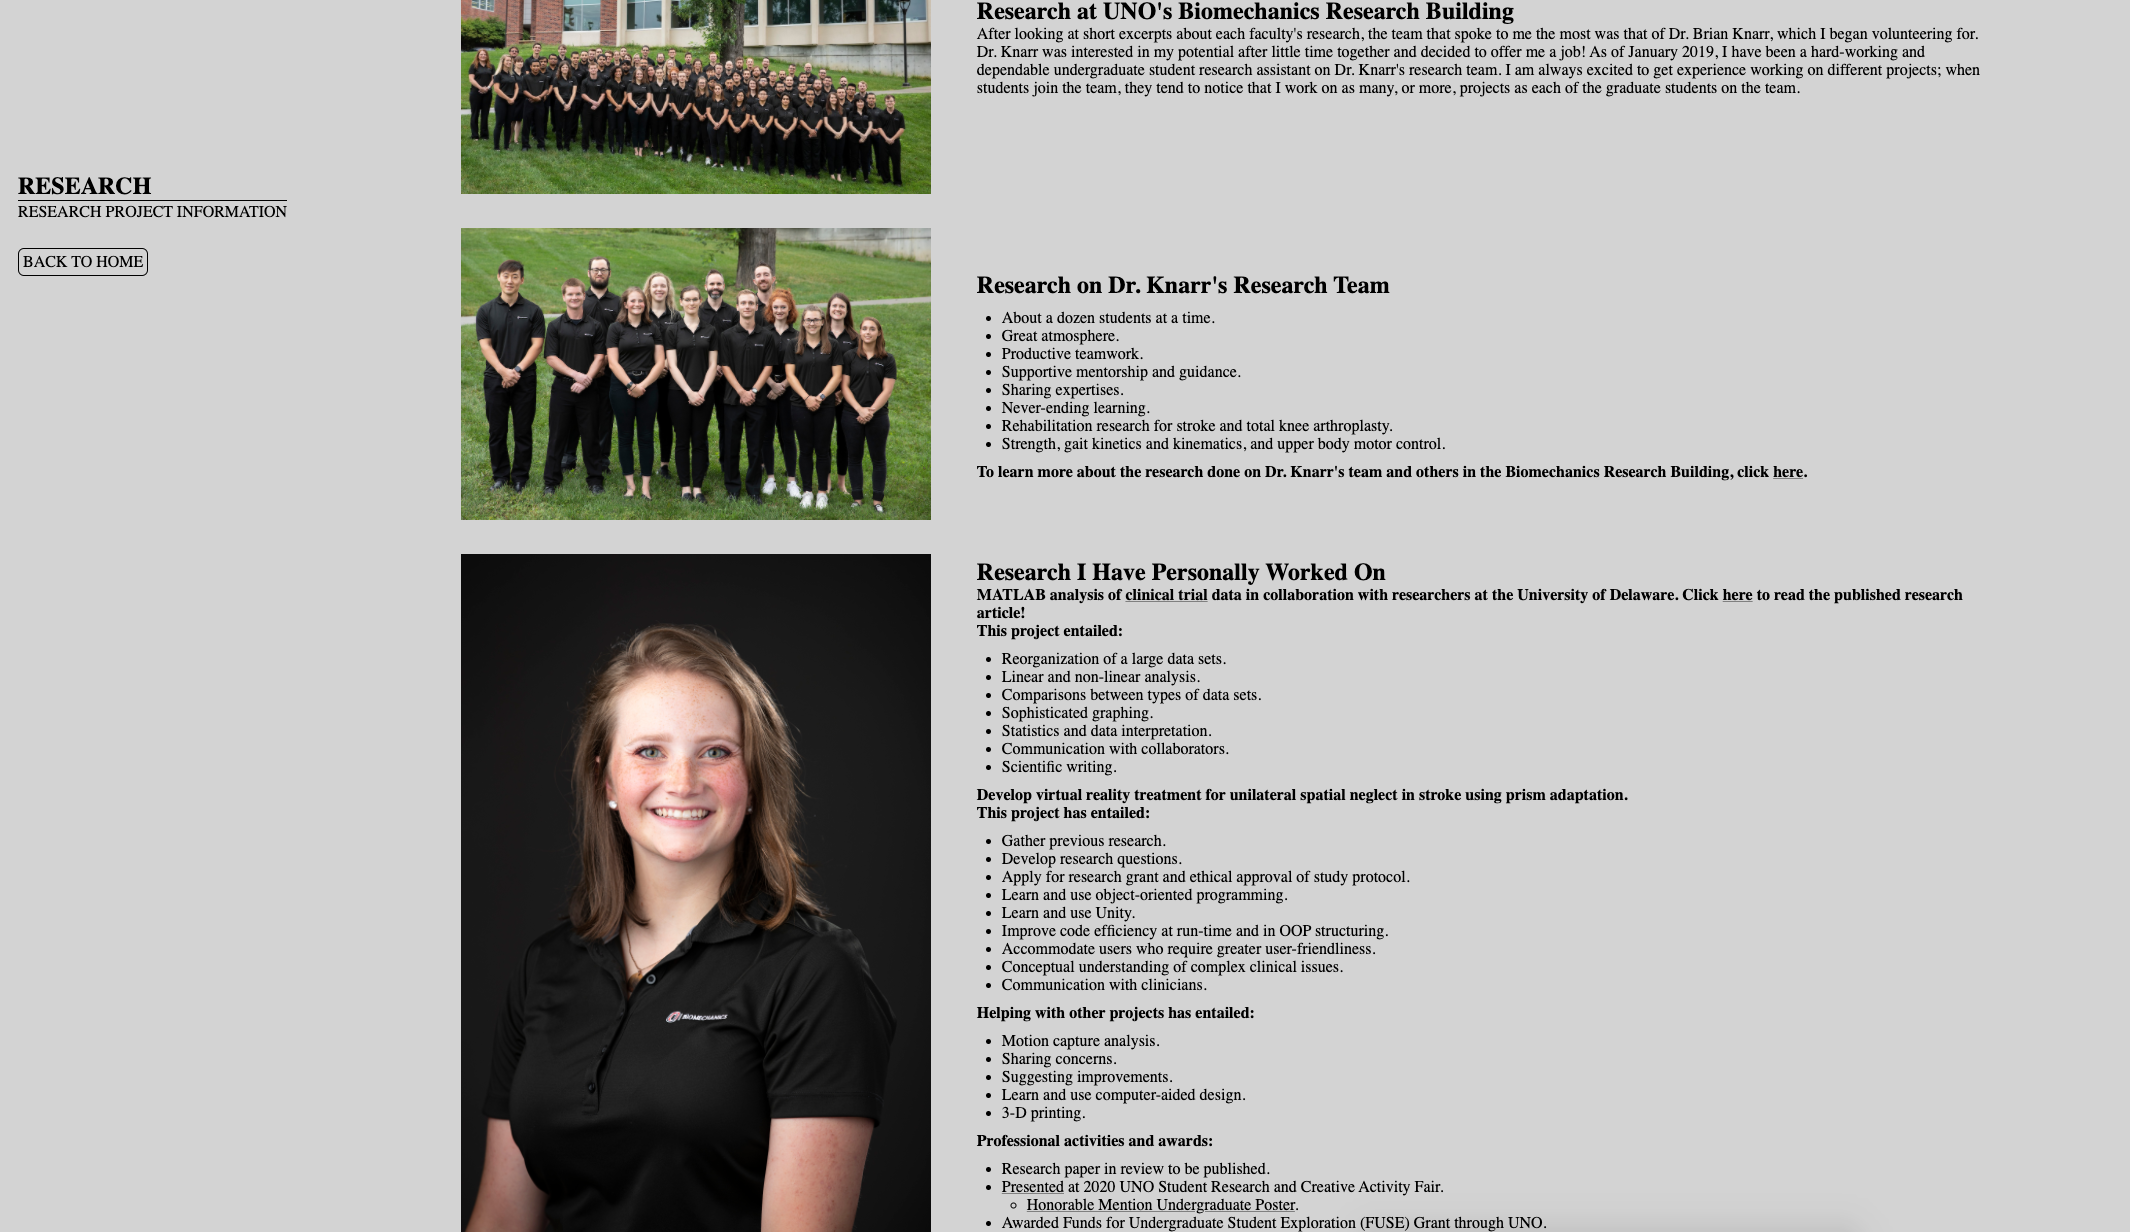 RESEARCH
RESEARCH PROJECT INFORMATION
BACK TO HOME
Research at UNO's Biomechanics Research Building
After looking at short excerpts about each faculty's research, the team that spoke to me the most was that of Dr. Brian Knarr, which I began volunteering for.
Dr. Knarr was interested in my potential after little time together and decided to offer me a job! As of January 2019, I have been a hard-working and
dependable undergraduate student research assistant on Dr. Knarr's research team. I am always excited to get experience working on different projects; when
students join the team, they tend to notice that I work on as many, or more, projects as each of the graduate students on the team.
Research on Dr. Knarr's Research Team
• About a dozen students at a time.
• Great atmosphere.
• Productive teamwork.
• Supportive mentorship and guidance.
• Sharing expertises.
• Never-ending learning.
• Rehabilitation research for stroke and total knee arthroplasty.
• Strength, gait kinetics and kinematics, and upper body motor control.
To learn more about the research done on Dr. Knarr's team and others in the Biomechanics Research Building, click here.
BIOMECHANICS
Research I Have Personally Worked On
MATLAB analysis of clinical trial data in collaboration with researchers at the University of Delaware. Click here to read the published research
article!
This project entailed:
• Reorganization of a large data sets.
• Linear and non-linear analysis.
• Comparisons between types of data sets.
• Sophisticated graphing.
• Statistics and data interpretation.
• Communication with collaborators.
• Scientific writing.
Develop virtual reality treatment for unilateral spatial neglect in stroke using prism adaptation.
This project has entailed:
• Gather previous research.
• Develop research questions.
• Apply for research grant and ethical approval of study protocol.
• Learn and use object-oriented programming.
• Learn and use Unity.
• Improve code efficiency at run-time and in OOP structuring.
• Accommodate users who require greater user-friendliness.
• Conceptual understanding of complex clinical issues.
• Communication with clinicians.
Helping with other projects has entailed:
• Motion capture analysis.
• Sharing concerns.
• Suggesting improvements.
• Learn and use computer-aided design.
• 3-D printing.
Professional activities and awards:
• Research paper in review to be published.
• Presented at 2020 UNO Student Research and Creative Activity Fair.
◦ Honorable Mention Undergraduate Poster.
• Awarded Funds for Undergraduate Student Exploration (FUSE) Grant through UNO.